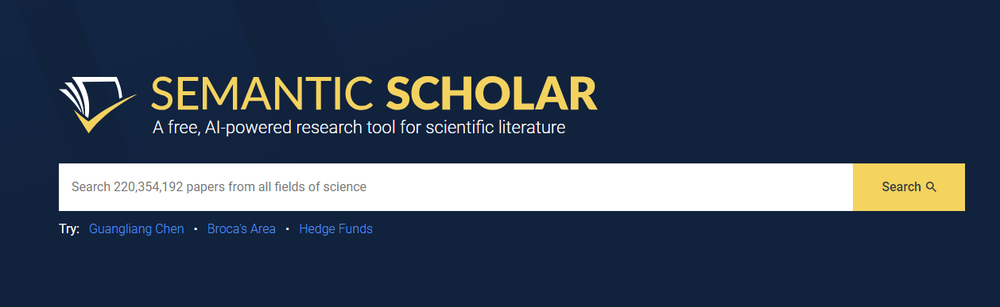 SEMANTIC SCHOLAR
A free, AI-powered research tool for scientific literature
Search 220,354,192 papers from all fields of science
Search
Try: Guangliang Chen • Broca's Area • Hedge Funds